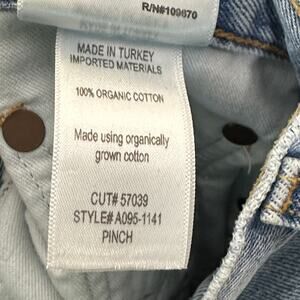 R/N#109870
MADE IN TURKEY
IMPORTED MATERIALS
100% ORGANIC COTTON
Made using organically
grown cotton
CUT# 57039
STYLE# A095-1141
PINCH